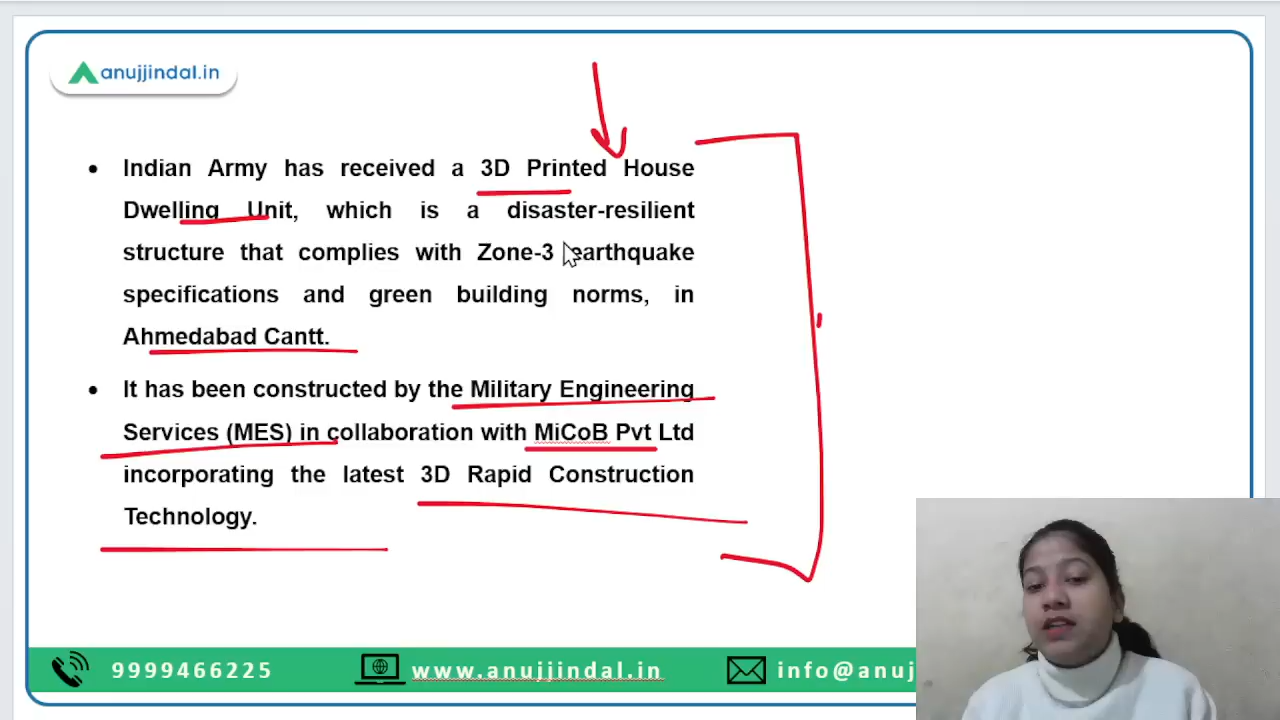 anujjindal.in
• Indian Army has received a 3D Printed House
Dwelling Unit, which is a disaster-resilient
structure that complies with Zone-3 earthquake
specifications and green building norms, in
Ahmedabad Cantt.
• It has been constructed by the Military Engineering
Services (MES) in collaboration with MiCoB Pvt Ltd
incorporating the latest 3D Rapid Construction
Technology.
9999466225 www.anujjindal.in info@anuj